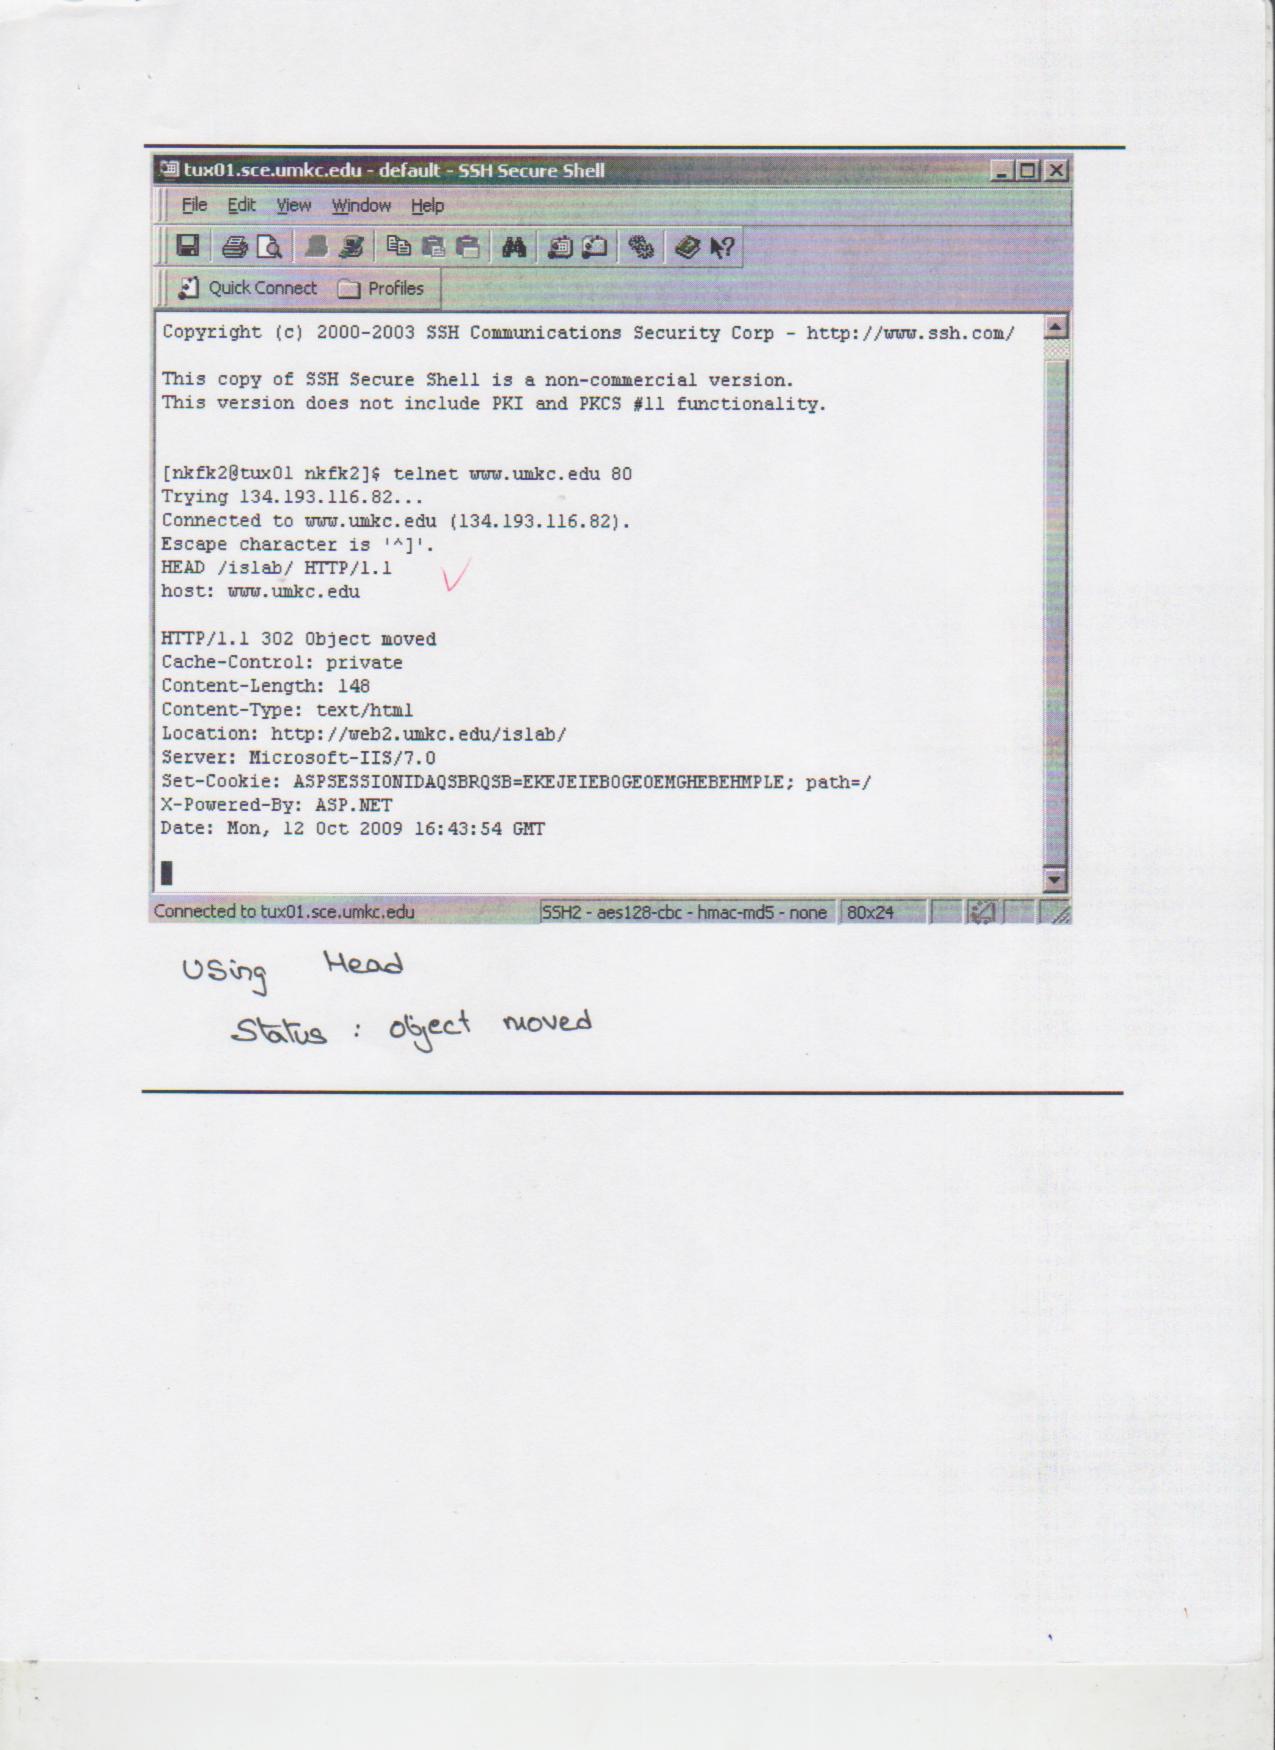 tux01.sce.umkc.edu - default - SSH Secure Shell
File Edit View Window Help
Quick Connect Profiles
Copyright (c) 2000-2003 SSH Communications Security Corp - http://www.ssh.com/
This copy of SSH Secure Shell is a non-commercial version.
This version does not include PKI and PKCS #11 functionality.
[nkfk2@tux01 nkfk2]$ telnet www.umkc.edu 80
Trying 134.193.116.82...
Connected to www.umkc.edu (134.193.116.82).
Escape character is '^]'.
HEAD /islab/ HTTP/1.1
host: www.umkc.edu
HTTP/1.1 302 Object moved
Cache-Control: private
Content-Length: 148
Content-Type: text/html
Location: http://web2.umkc.edu/islab/
Server: Microsoft-IIS/7.0
Set-Cookie: ASPSESSIONIDAQSBRQSB=EKEJEIEBOGEOEMGHEBEHMPLE; path=/
X-Powered-By: ASP.NET
Date: Mon, 12 Oct 2009 16:43:54 GMT
Connected to tux01.sce.umkc.edu SSH2 - aes128-cbc - hmac-md5 - none 80x24
Using Head
Status : object moved